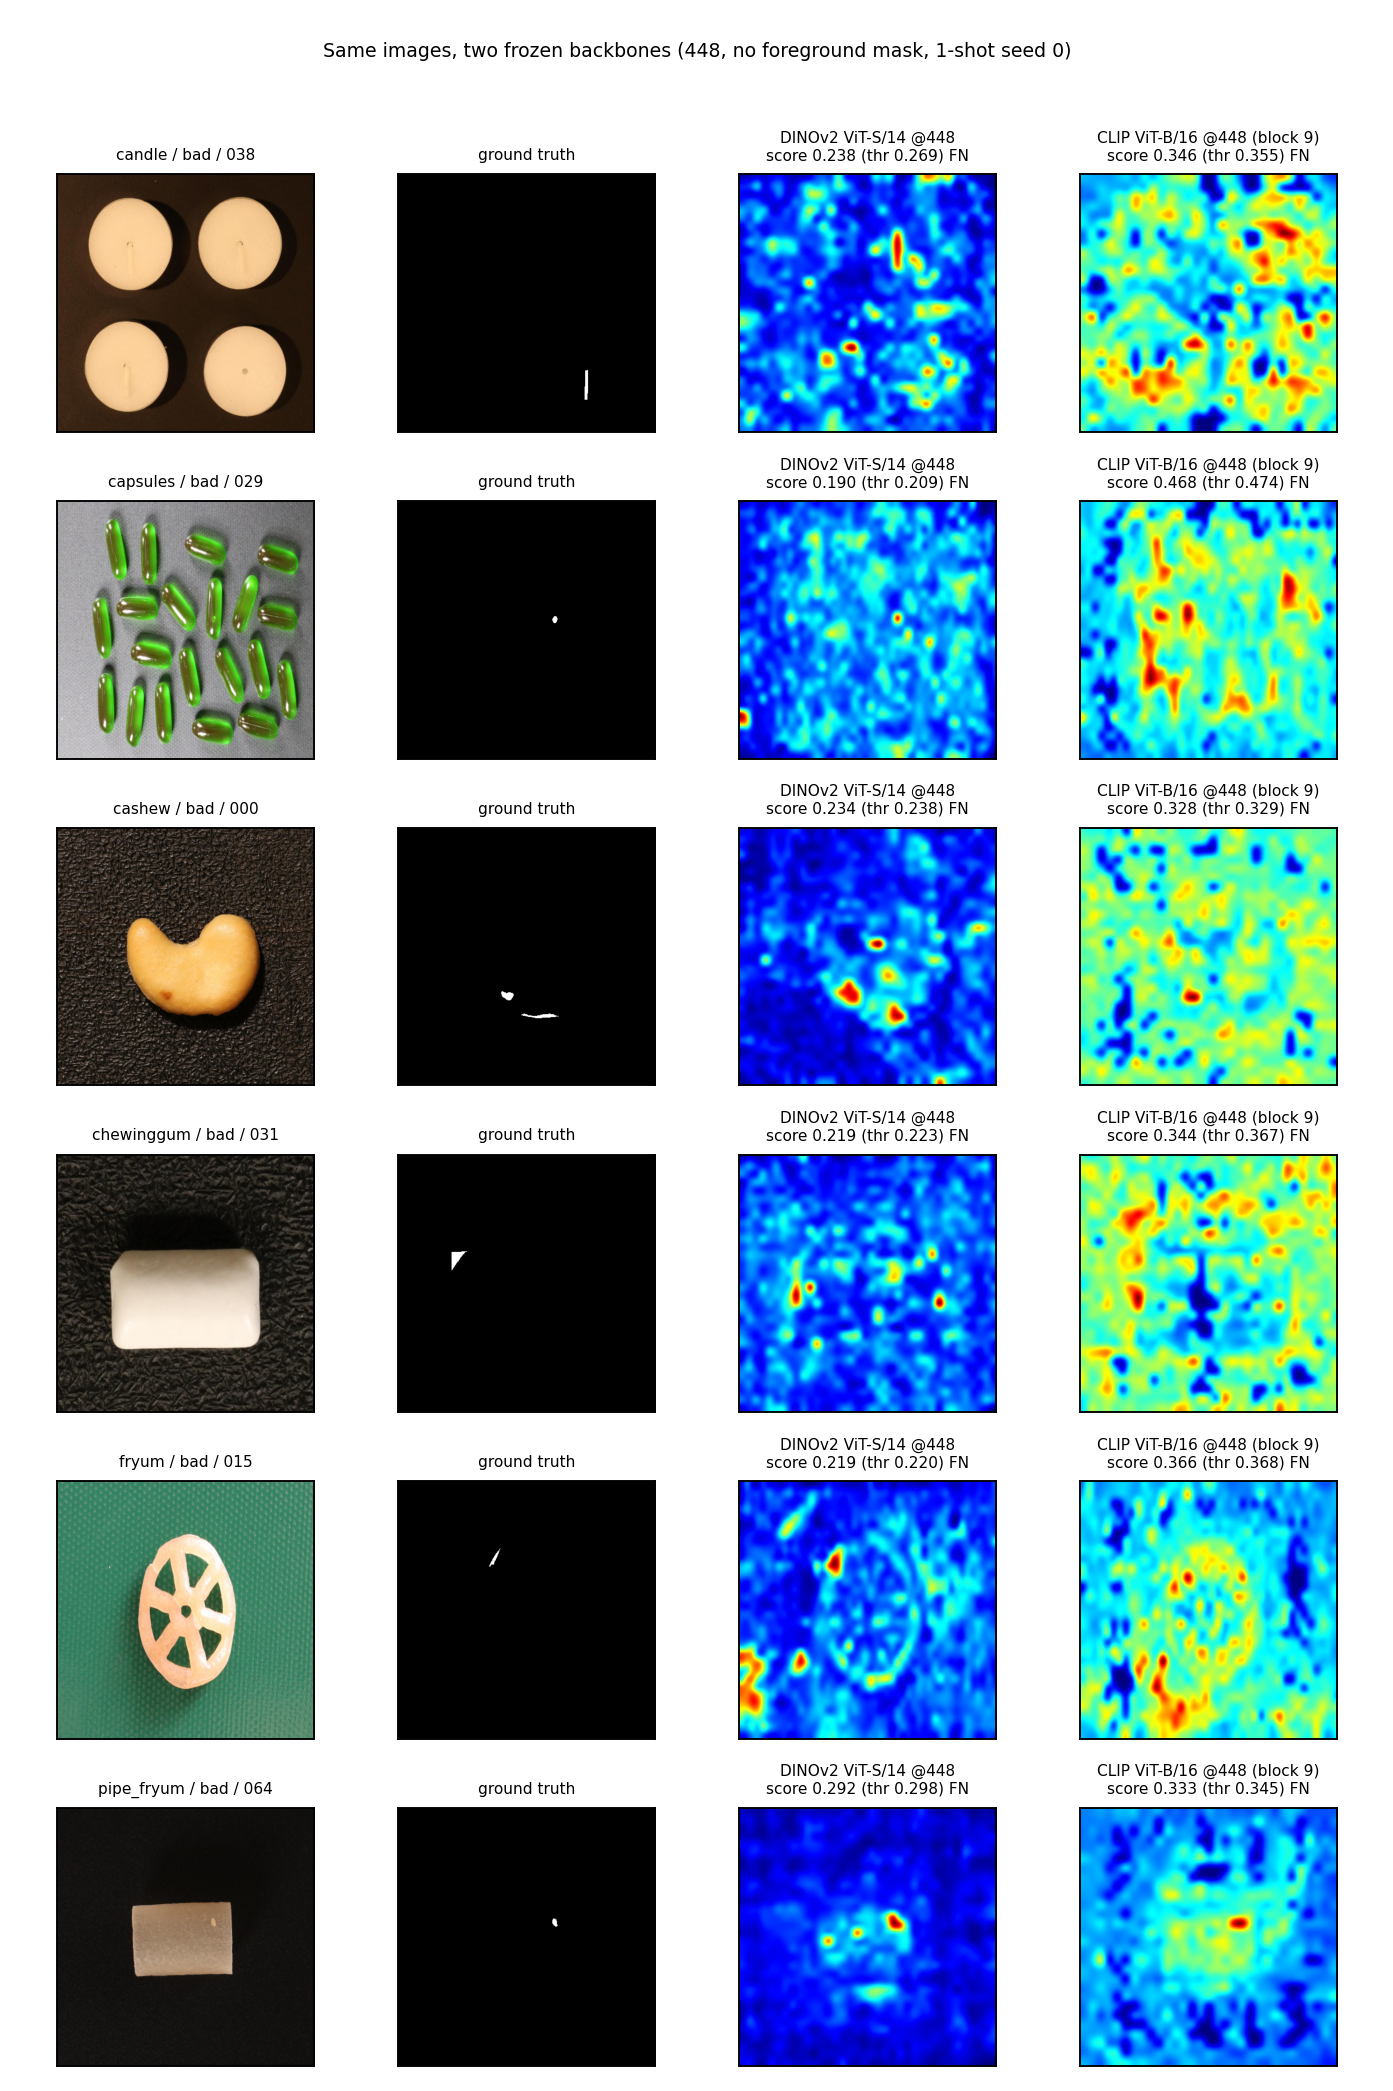 Same images, two frozen backbones (448, no foreground mask, 1-shot seed 0)
candle / bad / 038
ground truth
DINOv2 ViT-S/14 @448
score 0.238 (thr 0.269) FN
CLIP ViT-B/16 @448 (block 9)
score 0.346 (thr 0.355) FN
capsules / bad / 029
ground truth
DINOv2 ViT-S/14 @448
score 0.190 (thr 0.209) FN
CLIP ViT-B/16 @448 (block 9)
score 0.468 (thr 0.474) FN
cashew / bad / 000
ground truth
DINOv2 ViT-S/14 @448
score 0.234 (thr 0.238) FN
CLIP ViT-B/16 @448 (block 9)
score 0.328 (thr 0.329) FN
chewinggum / bad / 031
ground truth
DINOv2 ViT-S/14 @448
score 0.219 (thr 0.223) FN
CLIP ViT-B/16 @448 (block 9)
score 0.344 (thr 0.367) FN
fryum / bad / 015
ground truth
DINOv2 ViT-S/14 @448
score 0.219 (thr 0.220) FN
CLIP ViT-B/16 @448 (block 9)
score 0.366 (thr 0.368) FN
pipe_fryum / bad / 064
ground truth
DINOv2 ViT-S/14 @448
score 0.292 (thr 0.298) FN
CLIP ViT-B/16 @448 (block 9)
score 0.333 (thr 0.345) FN